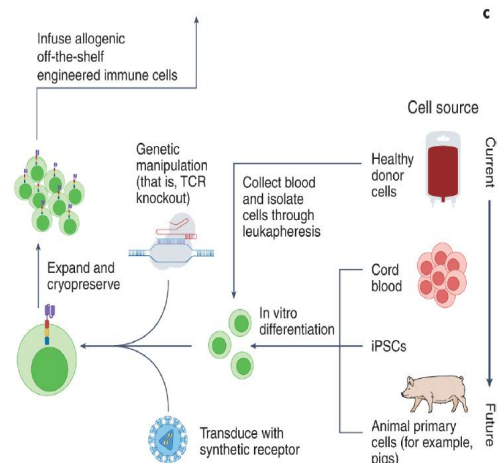 c
Infuse allogenic
off-the-shelf
engineered immune cells
Cell source
Current
Genetic
manipulation
(that is, TCR
knockout)
Collect blood
and isolate
cells through
leukapheresis
Healthy
donor
cells
Expand and
cryopreserve
Cord
blood
In vitro
differentiation
iPSCs
Transduce with
synthetic receptor
Animal primary
cells (for example,
pigs)
Future